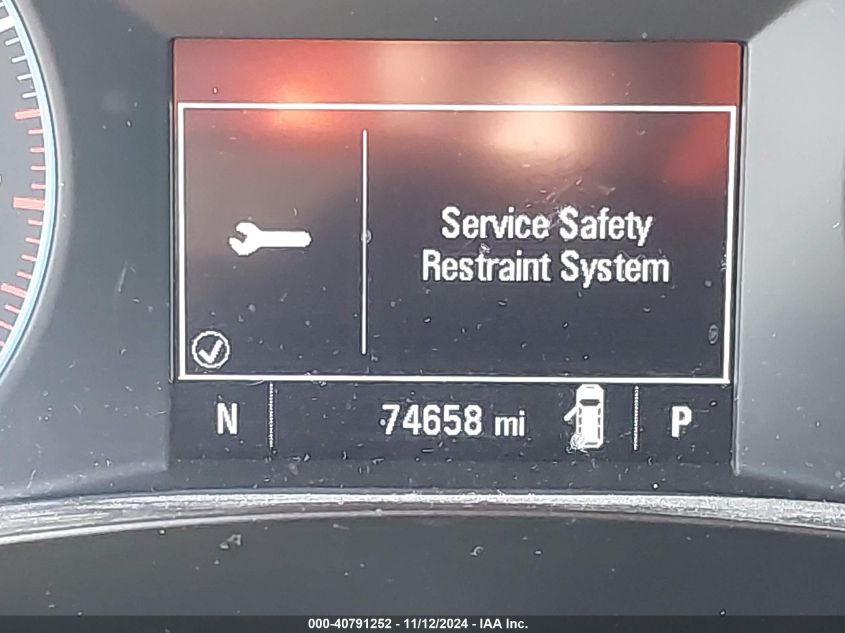 Service Safety
Restraint System
N 74658 mi P
000-40791252 - 11/12/2024 - IAA Inc.